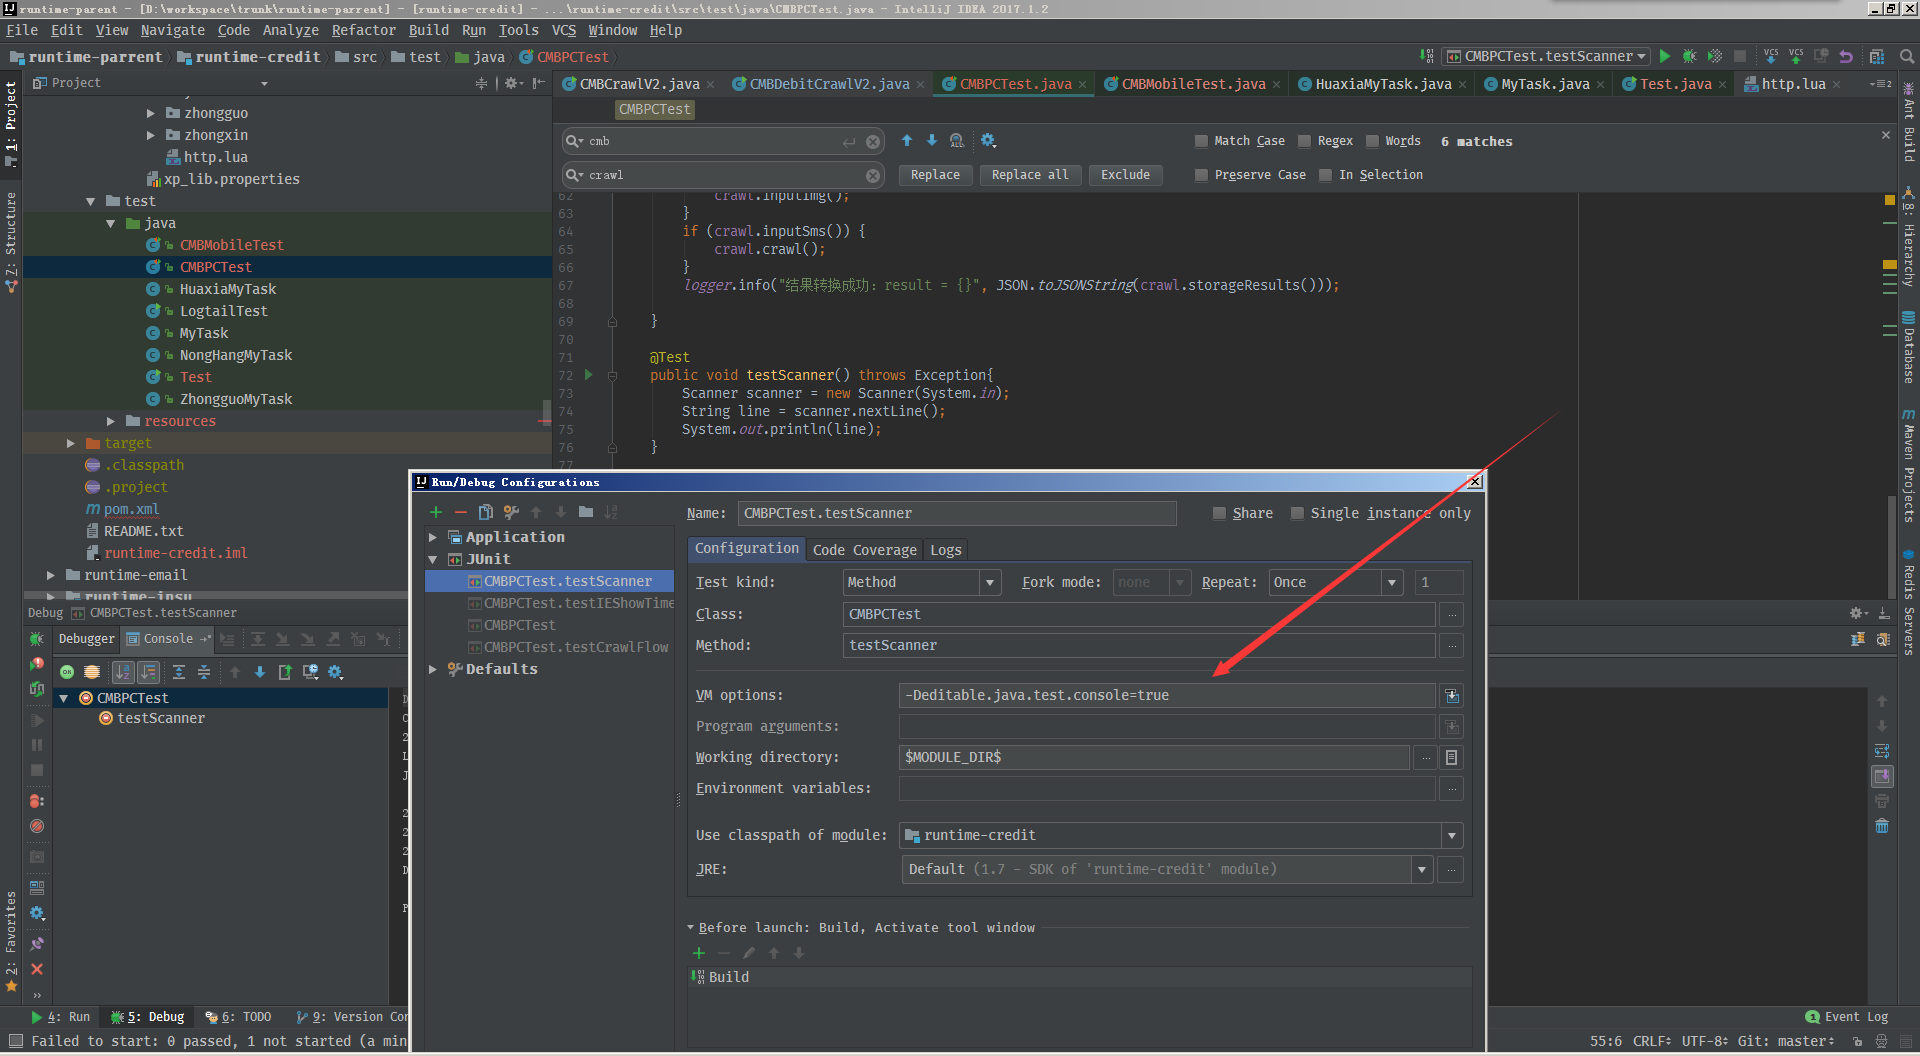 runtime-parrent - [D:\workspace\trunk\runtime-parrent] - [runtime-credit] - ...\runtime-credit\src\test\java\CMBPCTest.java - IntelliJ IDEA 2017.1.2
File Edit View Navigate Code Analyze Refactor Build Run Tools VCS Window Help
runtime-parrent runtime-credit src test java CMBPCTest
CMBPCTest.testScanner
VCS VCS
1: Project
Project
CMBCrawlV2.java CMBDebitCrawlV2.java CMBPCTest.java CMBMobileTest.java HuaxiaMyTask.java MyTask.java Test.java http.lua
CMBPCTest
cmb
Match Case Regex Words 6 matches
crawl
Replace Replace all Exclude Preserve Case In Selection
zhongguo
zhongxin
http.lua
xp_lib.properties
test
java
CMBMobileTest
CMBPCTest
HuaxiaMyTask
LogtailTest
MyTask
NongHangMyTask
Test
ZhongguoMyTask
resources
target
.classpath
.project
pom.xml
README.txt
runtime-credit.iml
runtime-email
runtime-insu
7: Structure
2: Favorites
62 crawl.inputImg();
63 }
64 if (crawl.inputSms()) {
65 crawl.crawl();
66 }
67 logger.info("结果转换成功：result = {}", JSON.toJSONString(crawl.storageResults()));
68
69 }
70
71 @Test
72 public void testScanner() throws Exception{
73 Scanner scanner = new Scanner(System.in);
74 String line = scanner.nextLine();
75 System.out.println(line);
76 }
77
Ant Build
8: Hierarchy
Database
Maven Projects
Redis Servers
Debug CMBPCTest.testScanner
Debugger Console
CMBPCTest
testScanner
Run/Debug Configurations
Application
JUnit
CMBPCTest.testScanner
CMBPCTest.testIEShowTime
CMBPCTest
CMBPCTest.testCrawlFlow
Defaults
Name: CMBPCTest.testScanner Share Single instance only
Configuration Code Coverage Logs
Test kind: Method Fork mode: none Repeat: Once 1
Class: CMBPCTest
Method: testScanner
VM options: -Deditable.java.test.console=true
Program arguments:
Working directory: $MODULE_DIR$
Environment variables:
Use classpath of module: runtime-credit
JRE: Default (1.7 - SDK of 'runtime-credit' module)
Before launch: Build, Activate tool window
Build
4: Run 5: Debug 6: TODO 9: Version Con
1 Event Log
Failed to start: 0 passed, 1 not started (a min
55:6 CRLF UTF-8 Git: master